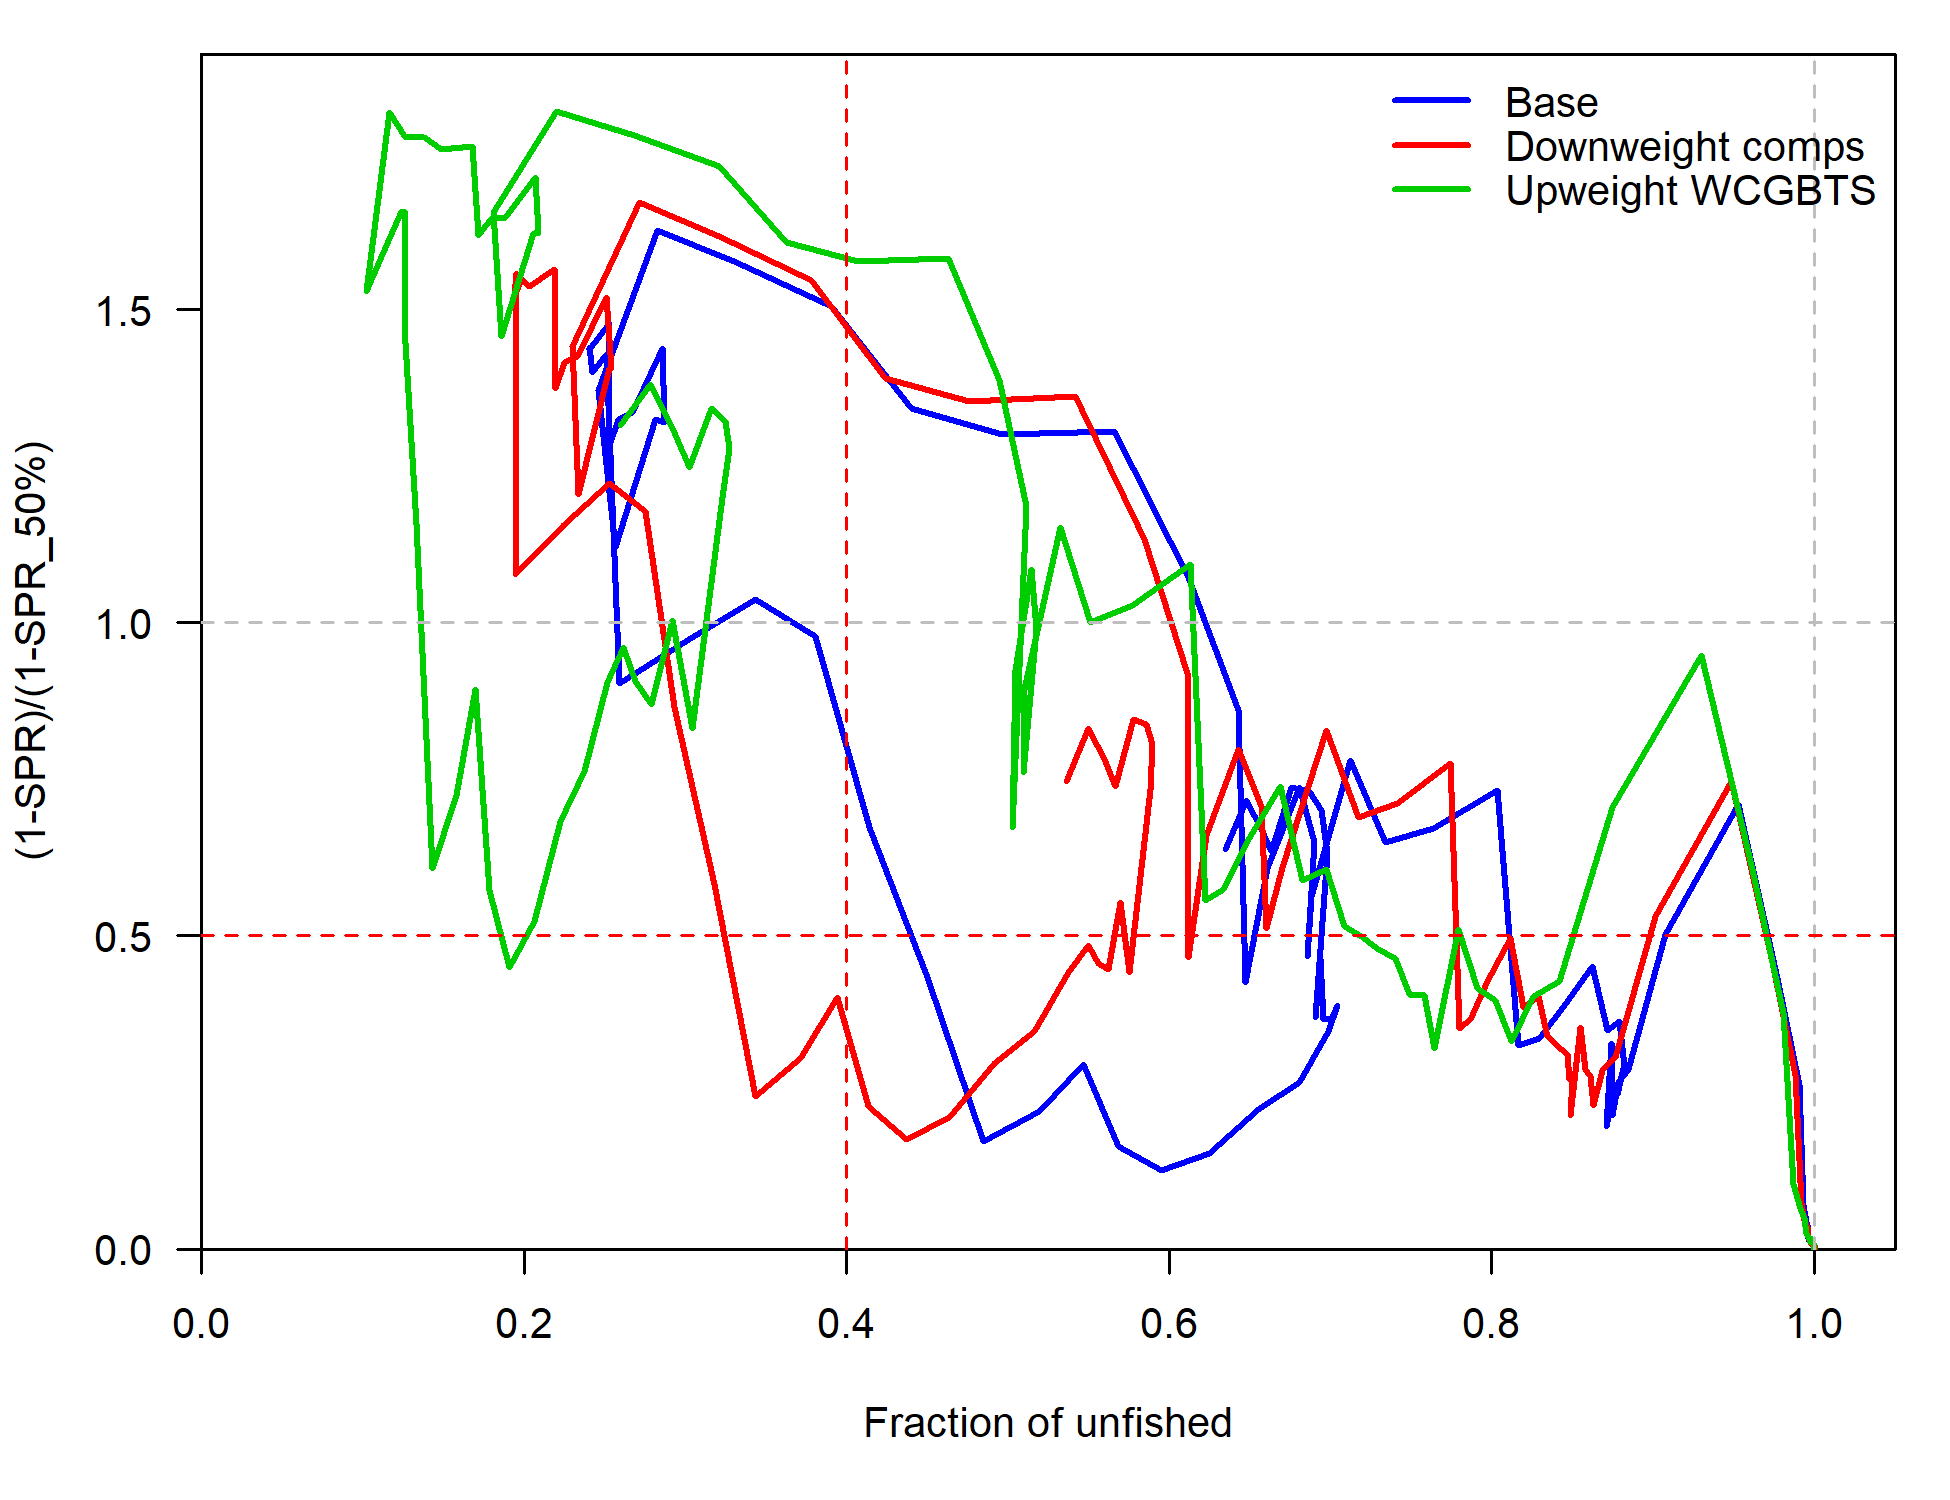 Base
Downweight comps
Upweight WCGBTS
(1-SPR)/(1-SPR_50%)
1.5
1.0
0.5
0.0
0.0 0.2 0.4 0.6 0.8 1.0
Fraction of unfished